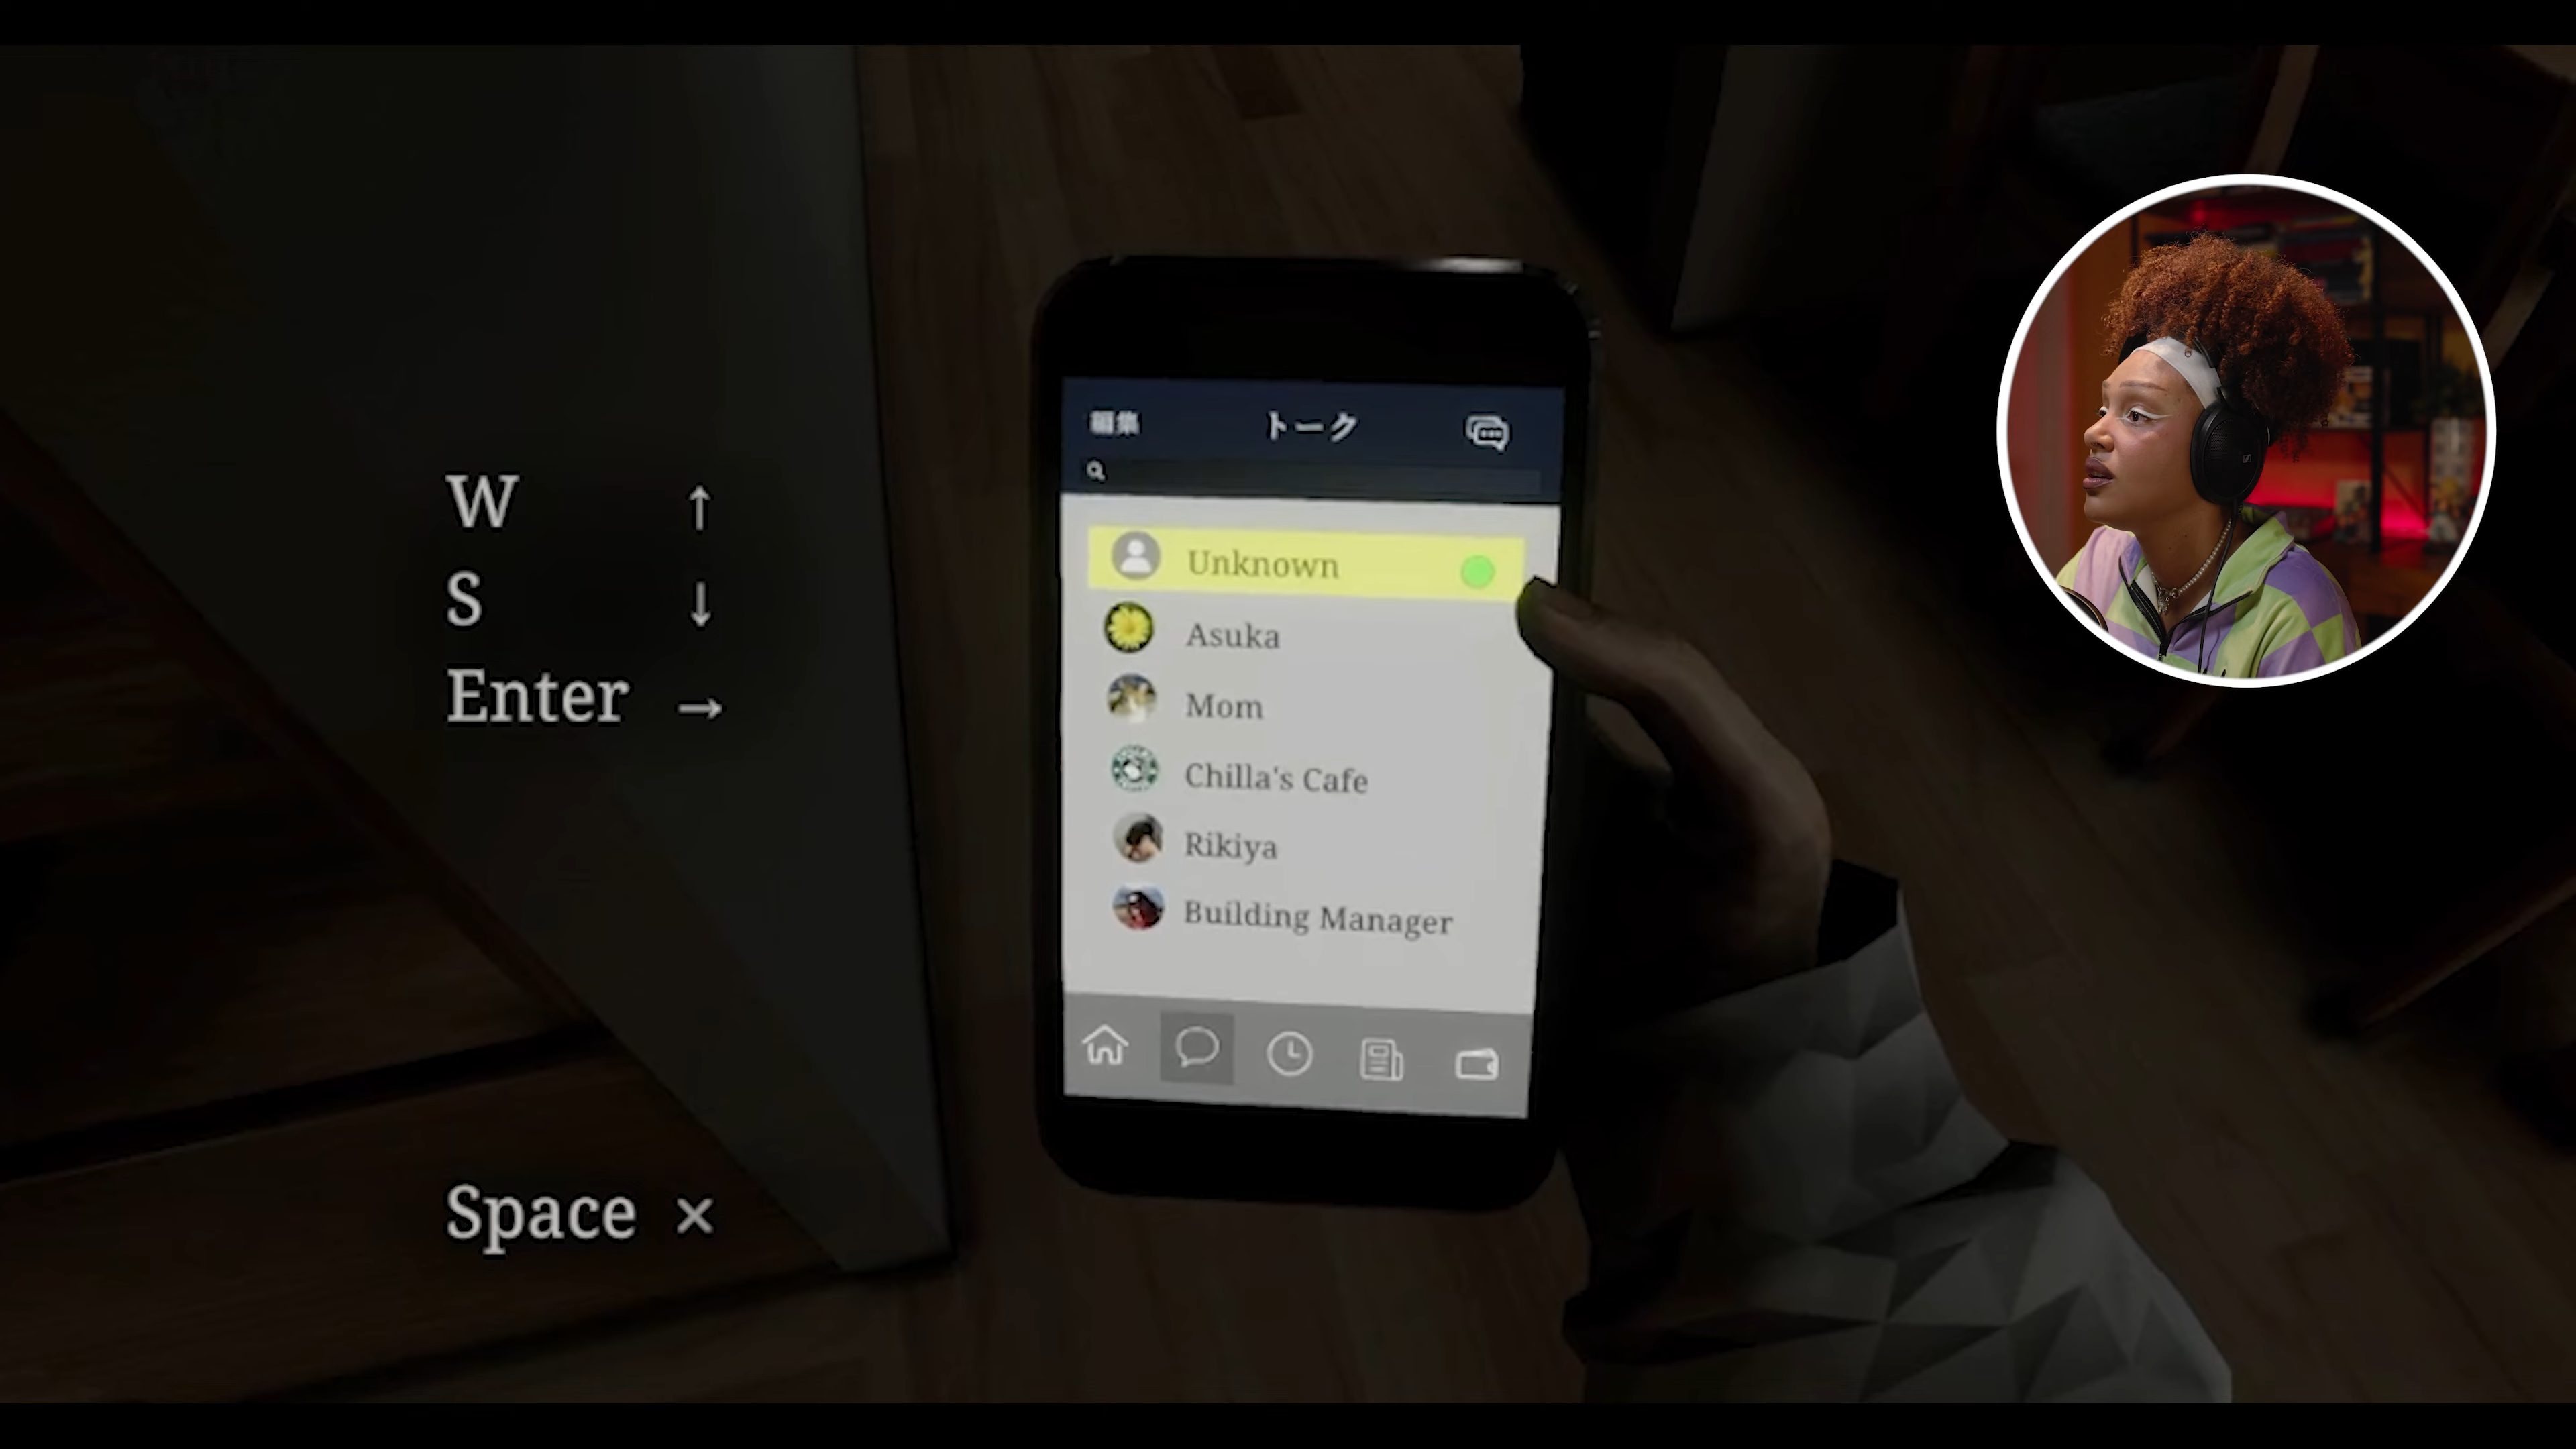 W ↑
S ↓
Enter →
Space ×
編集 トーク
Unknown
Asuka
Mom
Chilla's Cafe
Rikiya
Building Manager